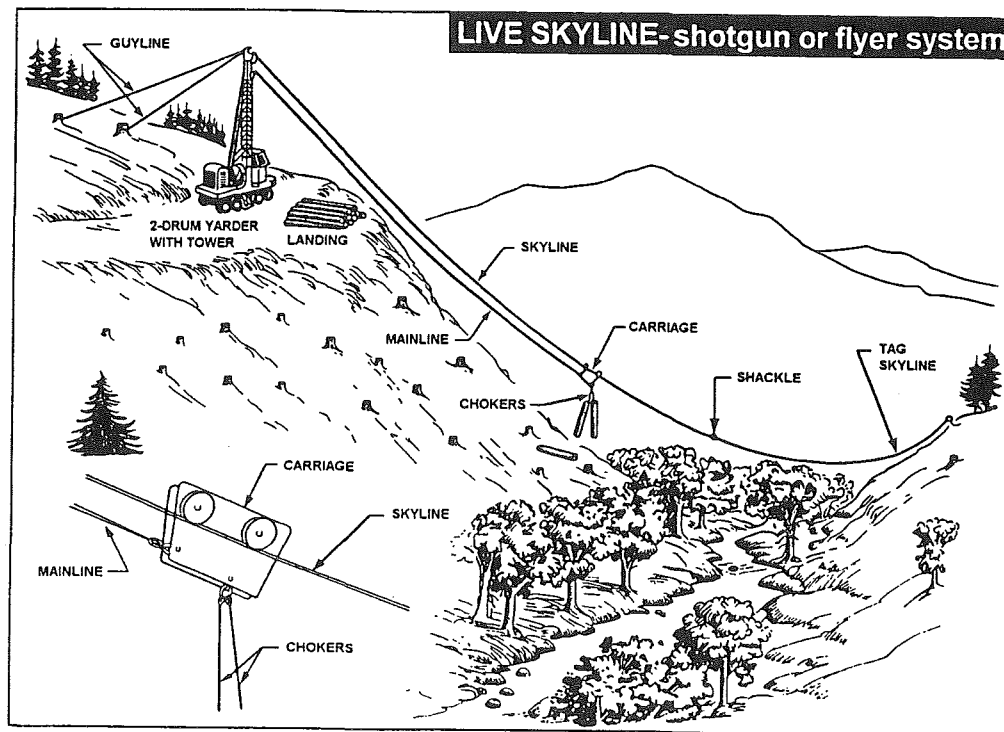 LIVE SKYLINE-shotgun or flyer system
GUYLINE
2-DRUM YARDER
WITH TOWER
LANDING
SKYLINE
MAINLINE
CARRIAGE
TAG
SKYLINE
SHACKLE
CHOKERS
CARRIAGE
SKYLINE
MAINLINE
CHOKERS